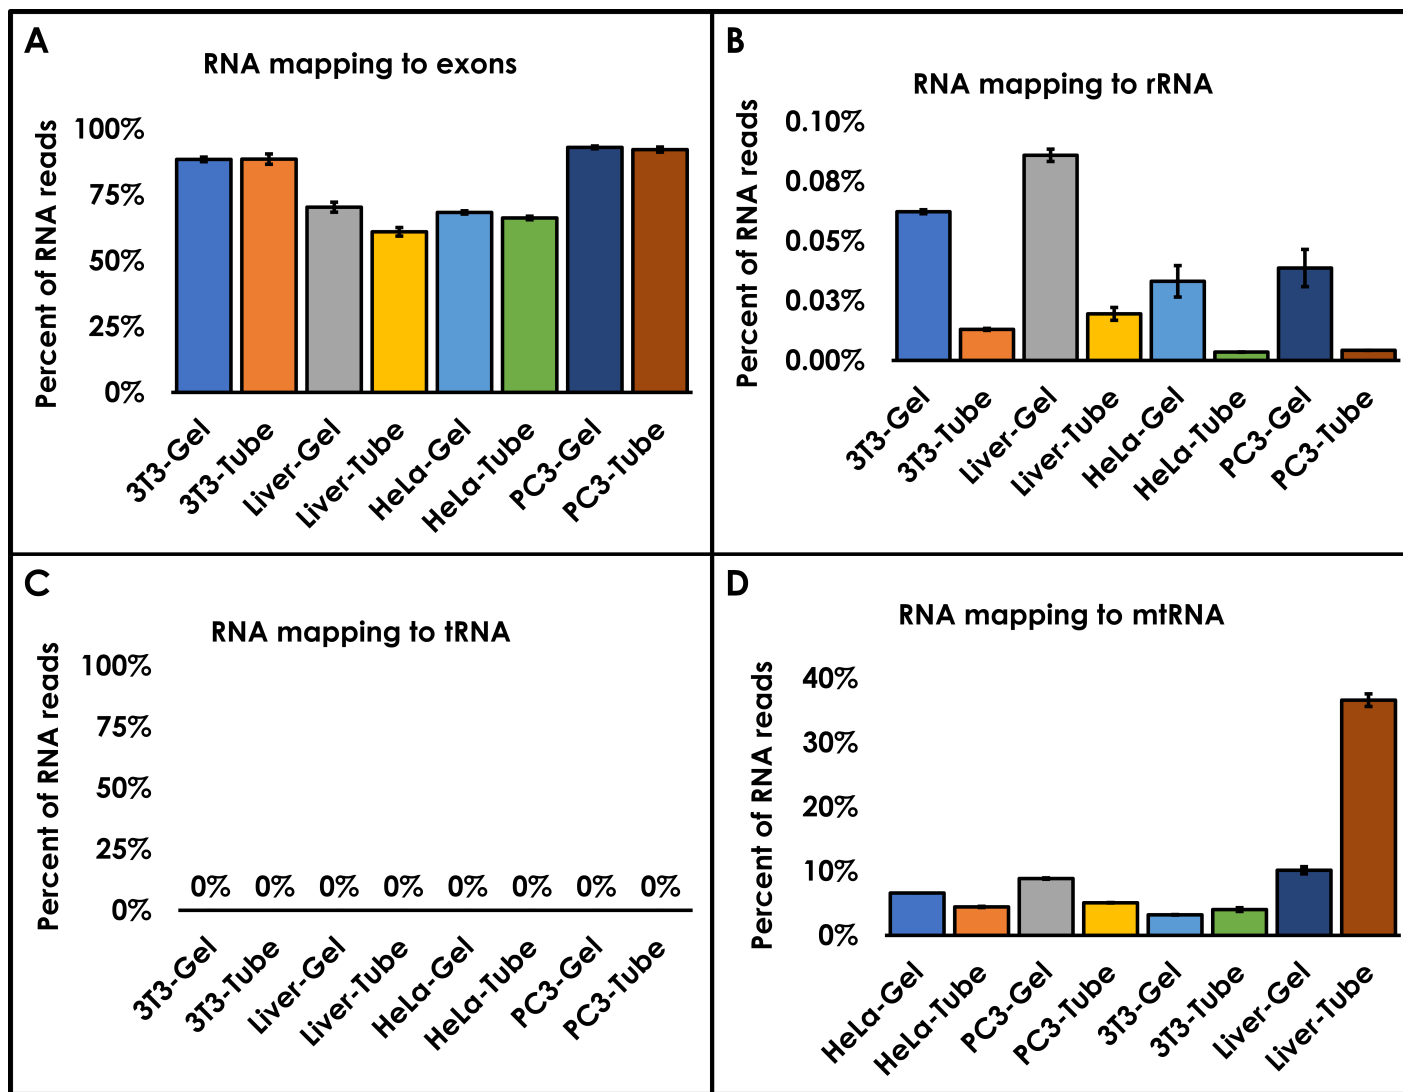 A
RNA mapping to exons
Percent of RNA reads
100%
75%
50%
25%
0%
3T3-Gel
3T3-Tube
Liver-Gel
Liver-Tube
HeLa-Gel
HeLa-Tube
PC3-Gel
PC3-Tube
B
RNA mapping to rRNA
Percent of RNA reads
0.10%
0.08%
0.05%
0.03%
0.00%
3T3-Gel
3T3-Tube
Liver-Gel
Liver-Tube
HeLa-Gel
HeLa-Tube
PC3-Gel
PC3-Tube
C
RNA mapping to tRNA
Percent of RNA reads
100%
75%
50%
25%
0%
0% 0% 0% 0% 0% 0% 0% 0%
3T3-Gel
3T3-Tube
Liver-Gel
Liver-Tube
HeLa-Gel
HeLa-Tube
PC3-Gel
PC3-Tube
D
RNA mapping to mtRNA
Percent of RNA reads
40%
30%
20%
10%
0%
HeLa-Gel
HeLa-Tube
PC3-Gel
PC3-Tube
3T3-Gel
3T3-Tube
Liver-Gel
Liver-Tube